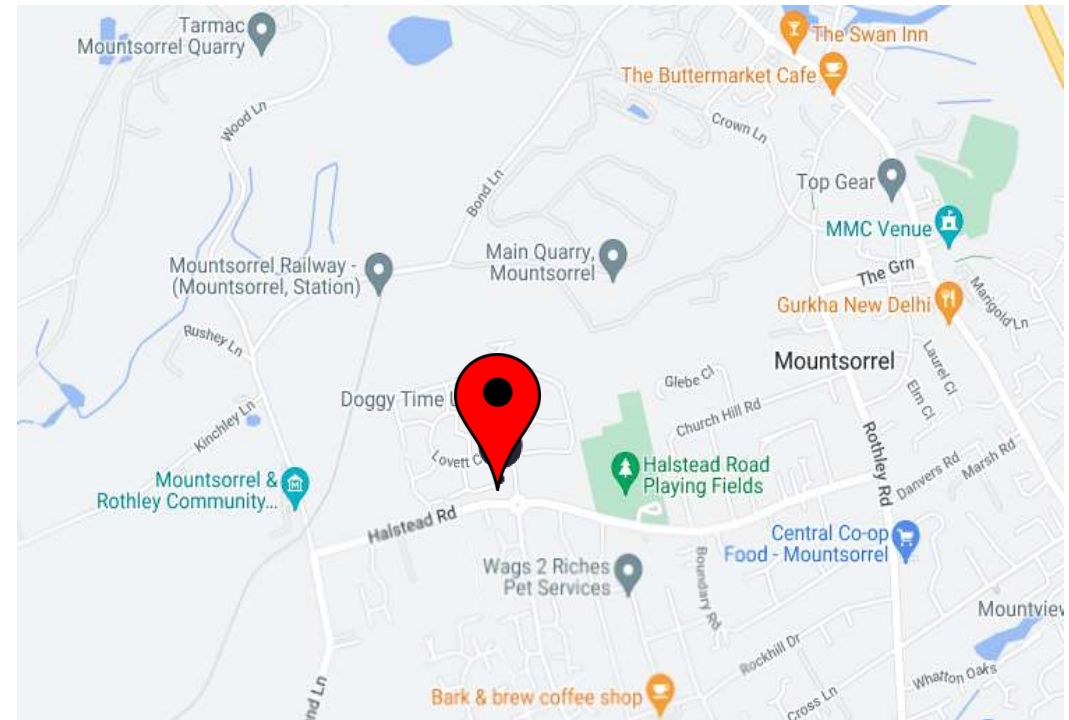 Tarmac
Mountsorrel Quarry
The Swan Inn
The Buttermarket Cafe
Wood Ln
Crown Ln
Bond Ln
Top Gear
MMC Venue
Main Quarry,
Mountsorrel
Mountsorrel Railway -
(Mountsorrel, Station)
The Grn
Marigold Ln
Gurkha New Delhi
Rushey Ln
Mountsorrel
Laurel Cl
Glebe Cl
Elm Cl
Doggy Time
Church Hill Rd
Kinchley Ln
Rothley Rd
Lovett C
Marsh Rd
Danvers Rd
Halstead Road
Playing Fields
Mountsorrel &
Rothley Community...
Halstead Rd
Central Co-op
Food - Mountsorrel
Wags 2 Riches
Pet Services
Boundary Rd
Mountview
Rockhill Dr
Whatton Oaks
Bark & brew coffee shop
Cross Ln
nd Ln